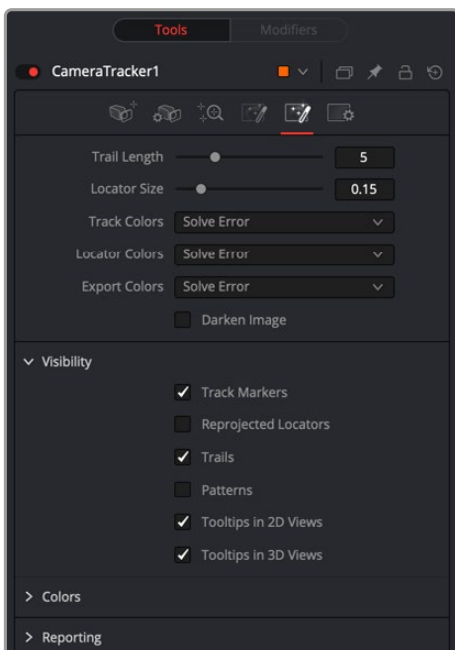 Tools Modifiers
CameraTracker1
Trail Length 5
Locator Size 0.15
Track Colors Solve Error
Locator Colors Solve Error
Export Colors Solve Error
Darken Image
Visibility
Track Markers
Reprojected Locators
Trails
Patterns
Tooltips in 2D Views
Tooltips in 3D Views
Colors
Reporting